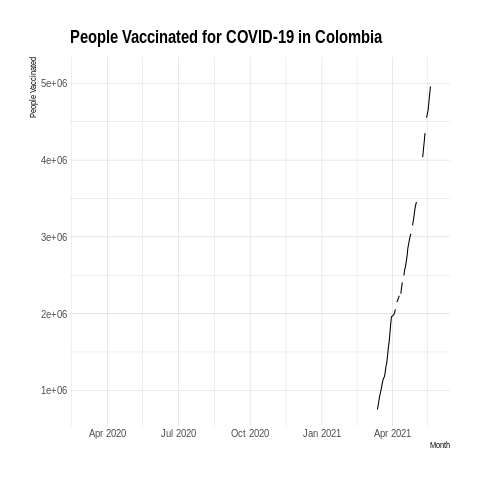 People Vaccinated for COVID-19 in Colombia
People Vaccinated
5e+06
4e+06
3e+06
2e+06
1e+06
Apr 2020 Jul 2020 Oct 2020 Jan 2021 Apr 2021
Month